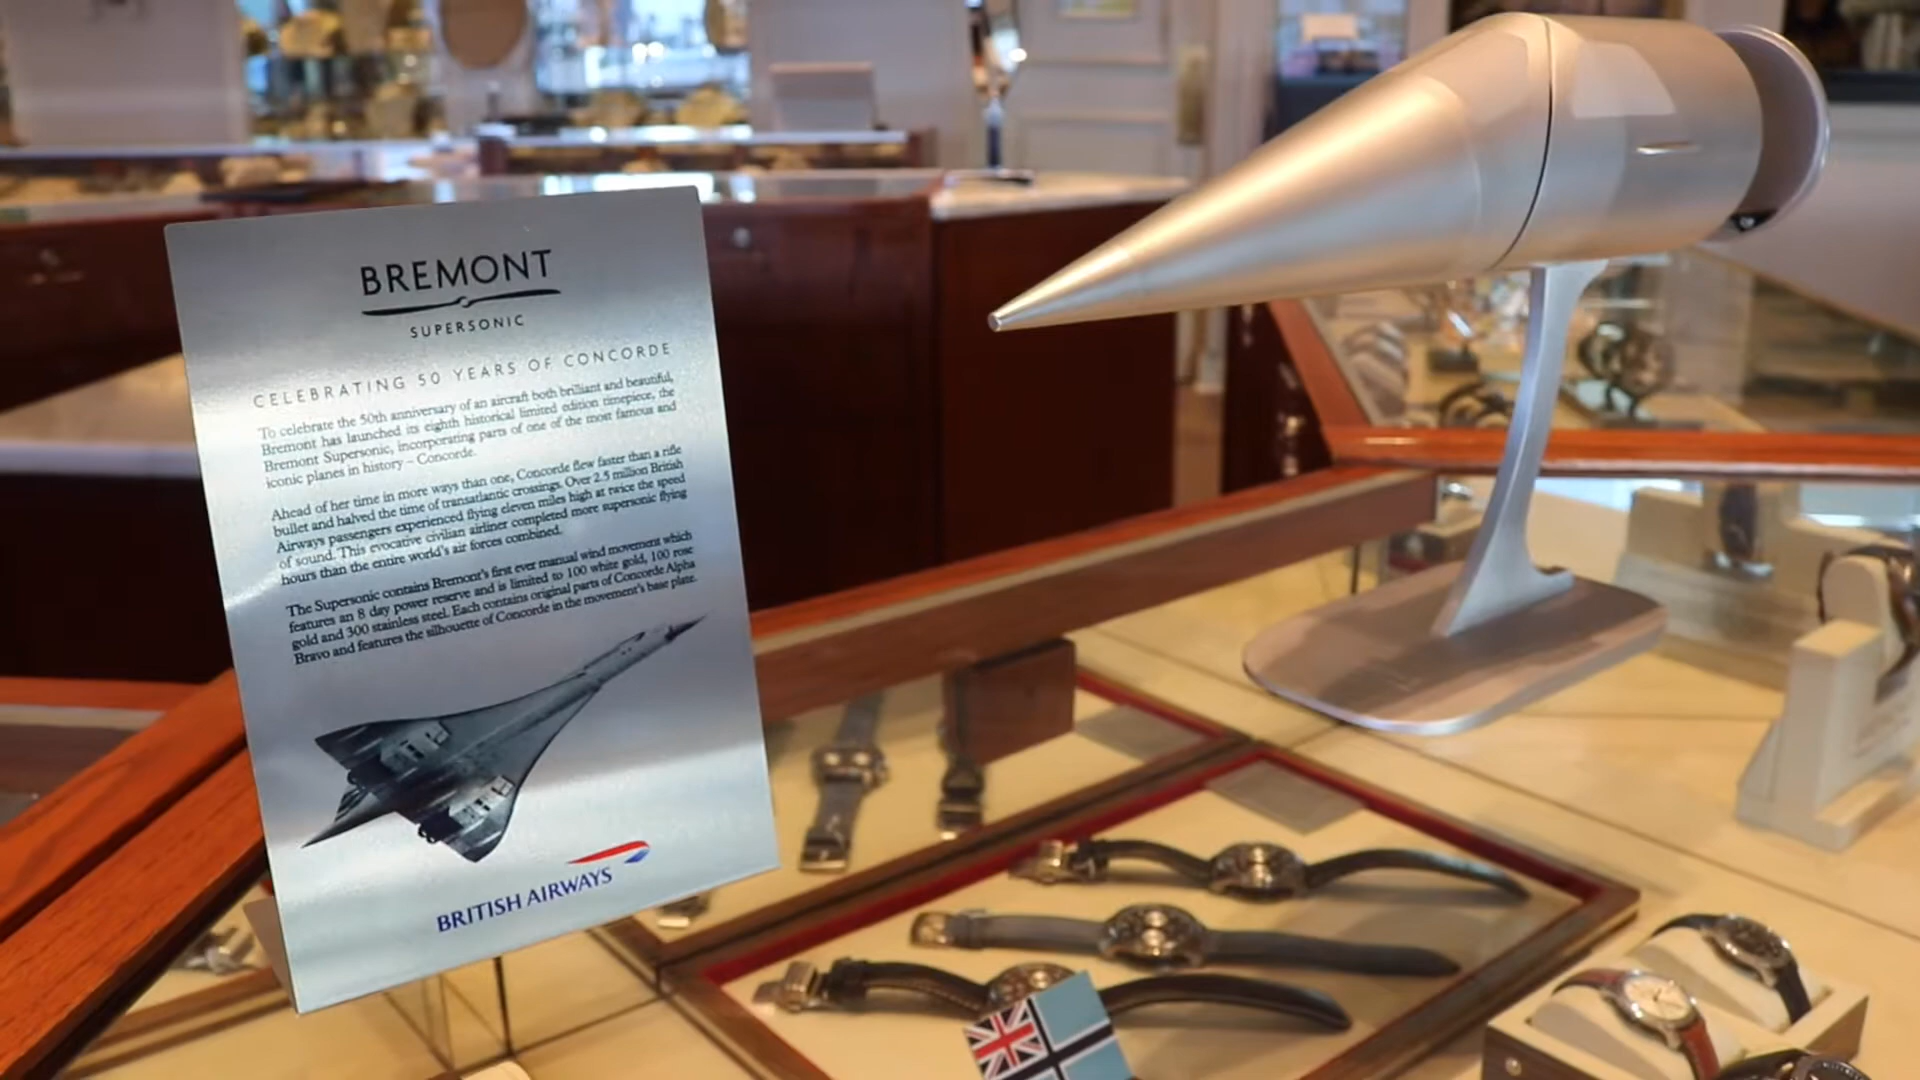 BREMONT
SUPERSONIC
CELEBRATING 50 YEARS OF CONCORDE
To celebrate the 50th anniversary of an aircraft both brilliant and beautiful,
Bremont has launched its eighth historical limited edition timepiece, the
Bremont Supersonic, incorporating parts of one of the most famous and
iconic planes in history – Concorde.
Ahead of her time in more ways than one, Concorde flew faster than a rifle
bullet and halved the time of transatlantic crossings. Over 2.5 million British
Airways passengers experienced flying eleven miles high at twice the speed
of sound. This evocative civilian airliner completed more supersonic flying
hours than the entire world's air forces combined.
The Supersonic contains Bremont's first ever manual wind movement which
features an 8 day power reserve and is limited to 100 white gold, 100 rose
gold and 300 stainless steel. Each contains original parts of Concorde Alpha
Bravo and features the silhouette of Concorde in the movement's base plate.
BRITISH AIRWAYS